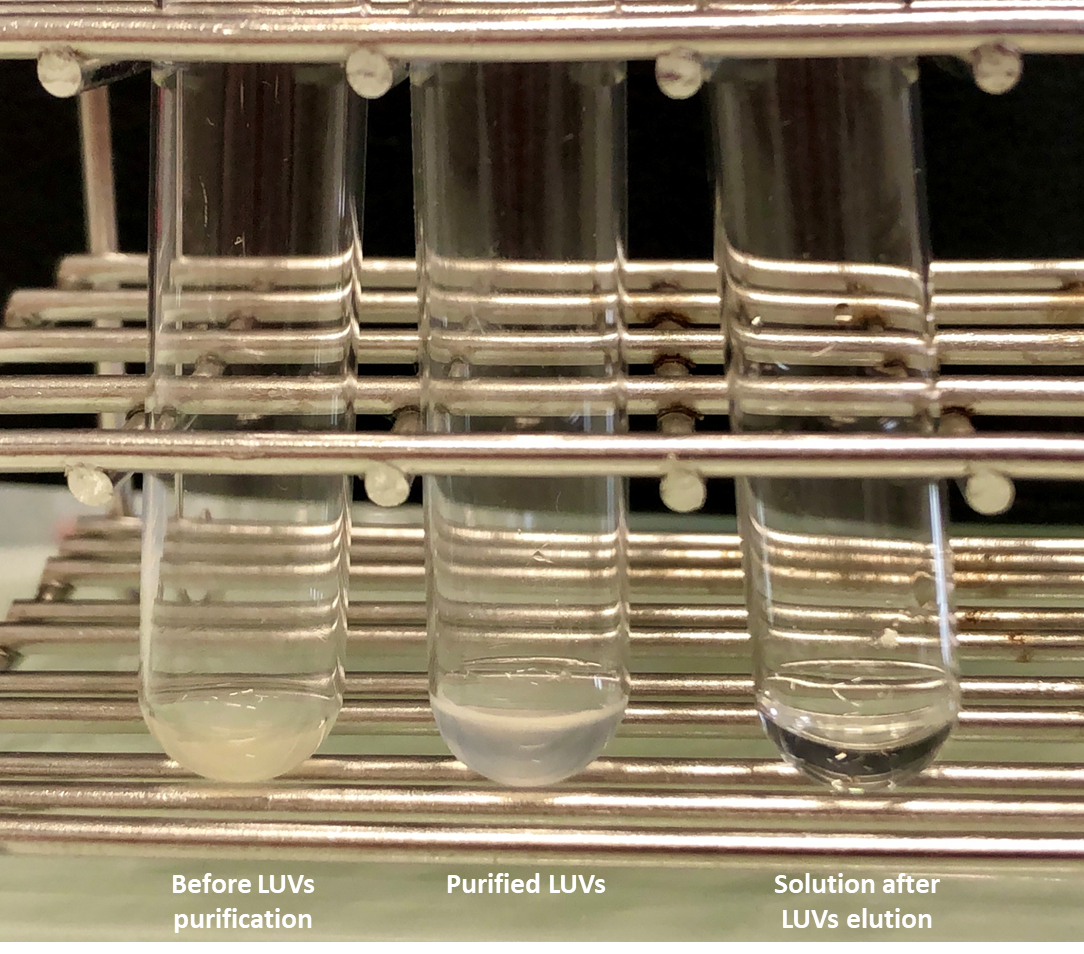 Before LUVs
purification
Purified LUVs
Solution after
LUVs elution